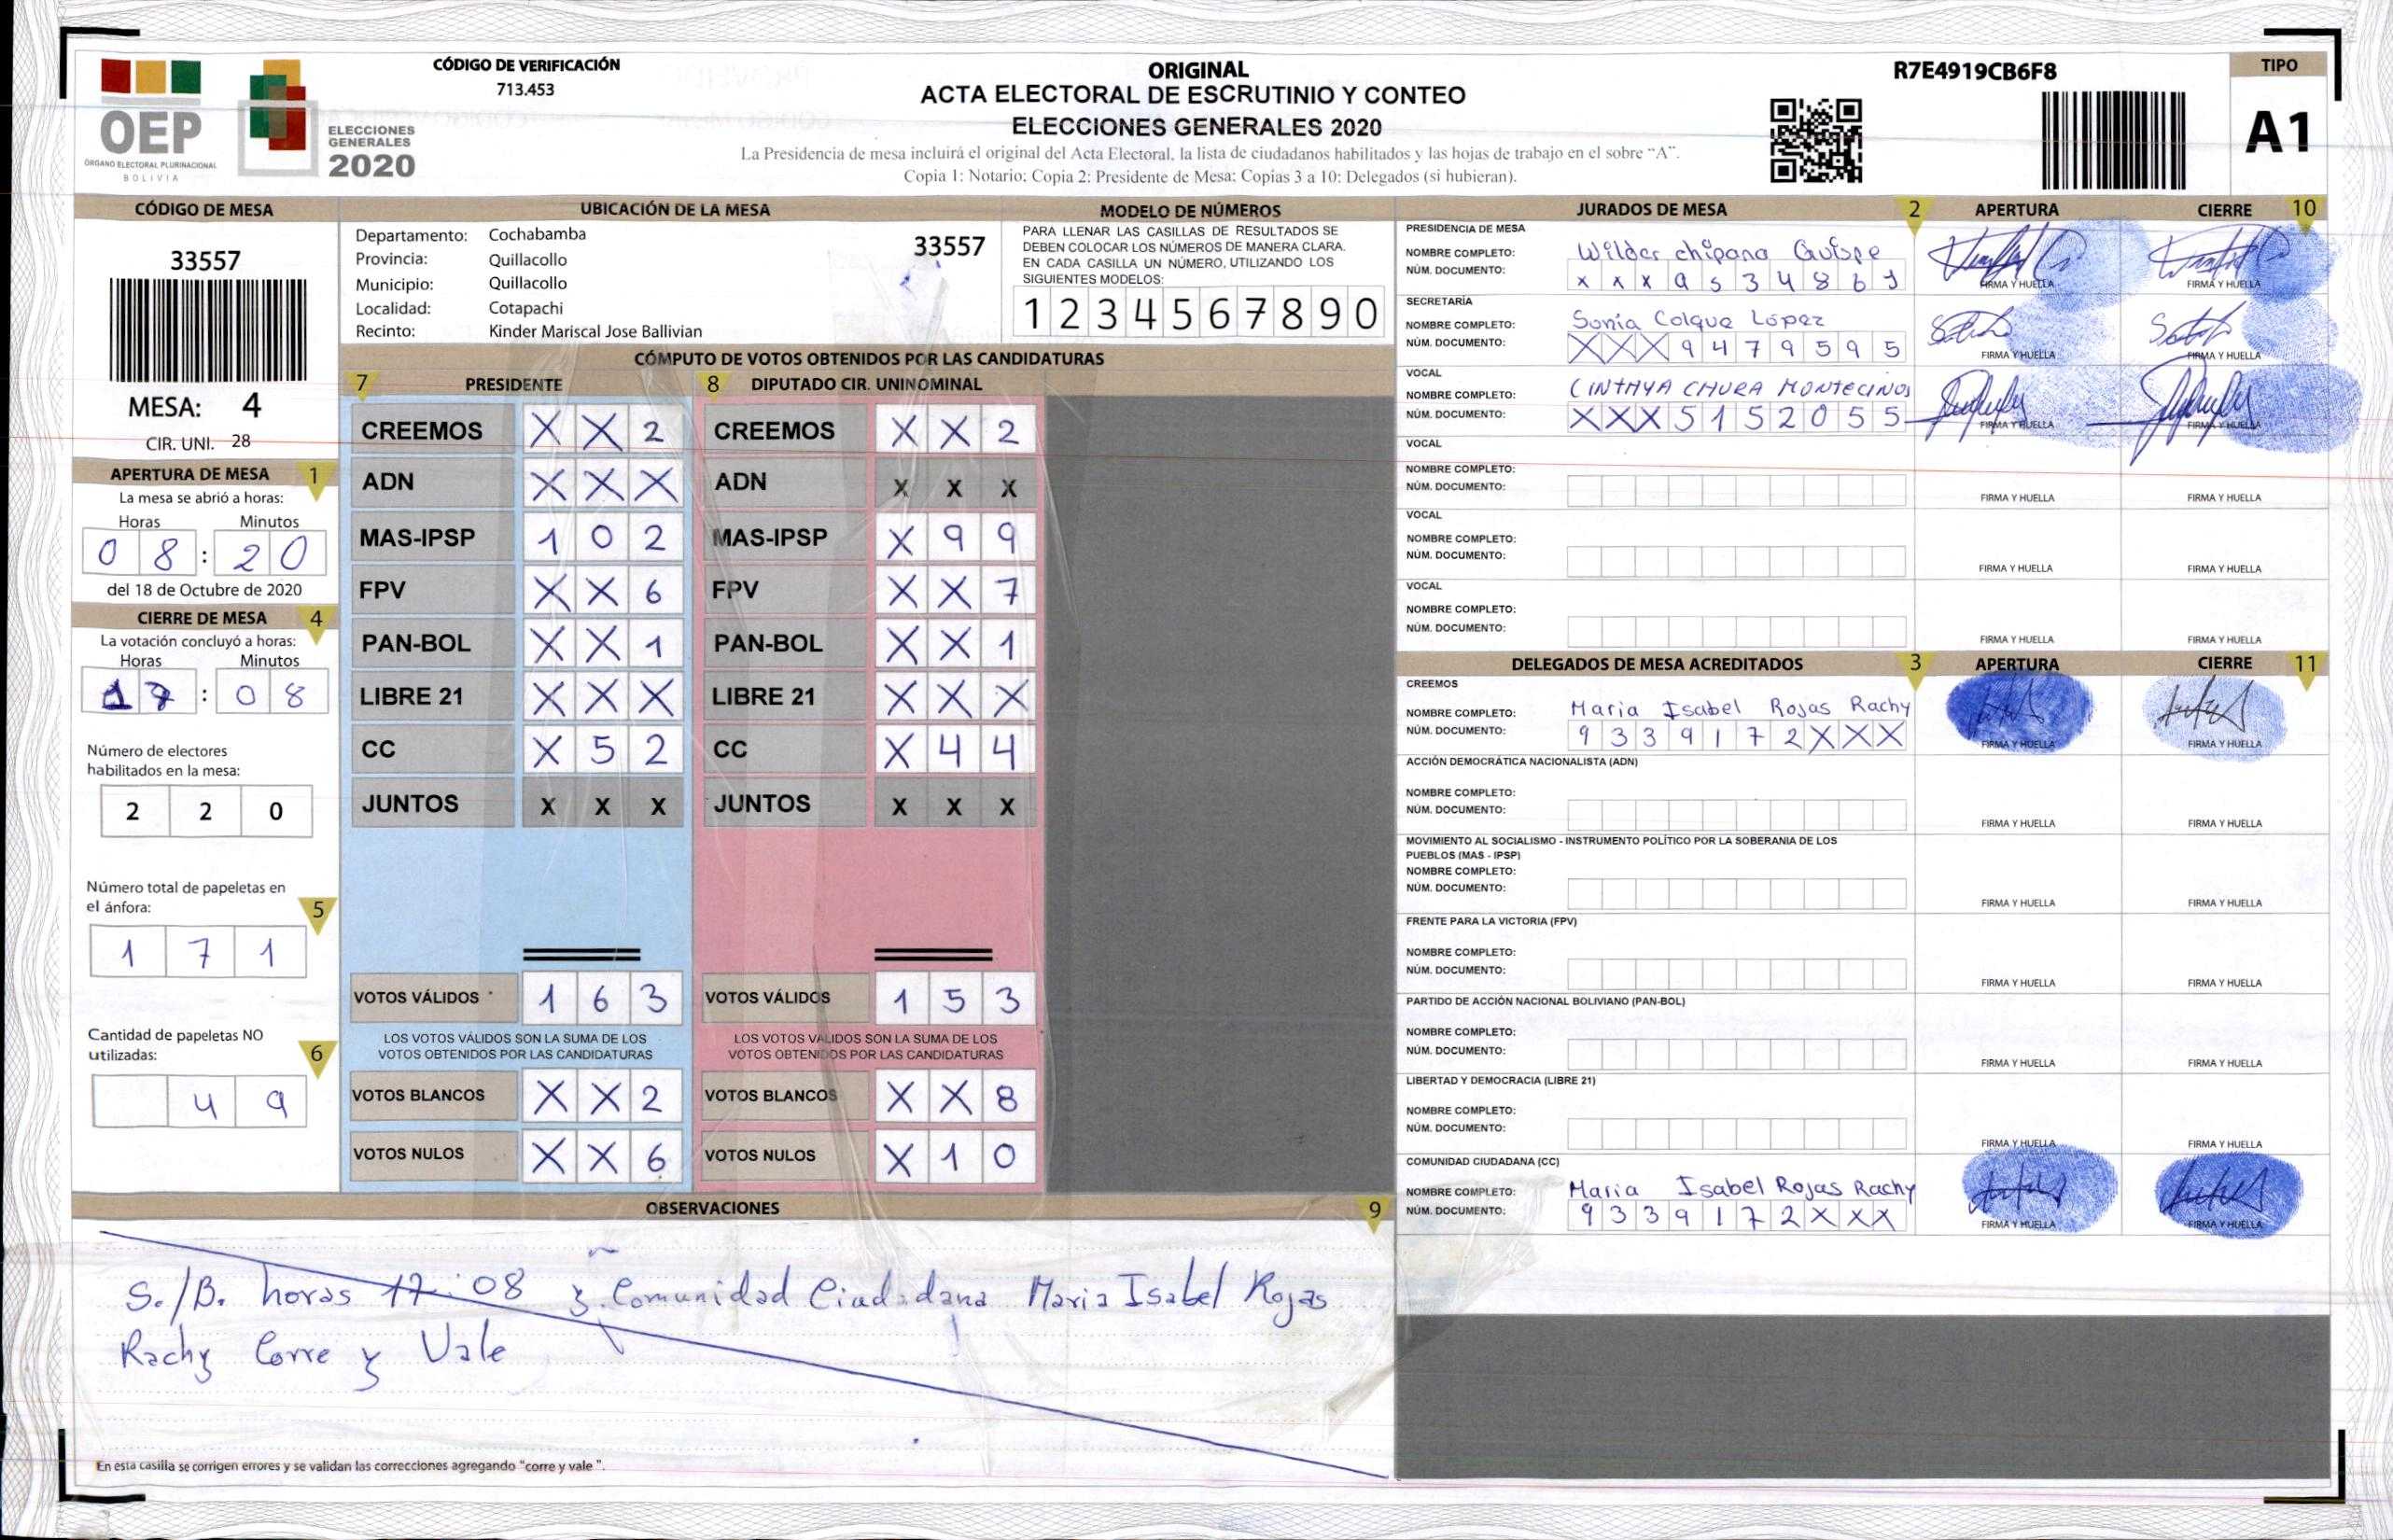 CÓDIGO DE VERIFICACIÓN
713.453
OEP
ÓRGANO ELECTORAL PLURINACIONAL
BOLIVIA
ELECCIONES
GENERALES
2020
ORIGINAL
ACTA ELECTORAL DE ESCRUTINIO Y CONTEO
ELECCIONES GENERALES 2020
La Presidencia de mesa incluirá el original del Acta Electoral, la lista de ciudadanos habilitados y las hojas de trabajo en el sobre "A".
Copia 1: Notario; Copia 2: Presidente de Mesa; Copias 3 a 10: Delegados (si hubieran).
R7E4919CB6F8
TIPO
A1
CÓDIGO DE MESA
33557
MESA: 4
CIR. UNI. 28
APERTURA DE MESA 1
La mesa se abrió a horas:
Horas Minutos
0 8 : 2 0
del 18 de Octubre de 2020
CIERRE DE MESA 4
La votación concluyó a horas:
Horas Minutos
1 7 : 0 8
Número de electores
habilitados en la mesa:
2 2 0
Número total de papeletas en
el ánfora: 5
1 7 1
Cantidad de papeletas NO
utilizadas: 6
4 9
UBICACIÓN DE LA MESA
Departamento: Cochabamba
33557
Provincia: Quillacollo
Municipio: Quillacollo
Localidad: Cotapachi
Recinto: Kinder Mariscal Jose Ballivian
MODELO DE NÚMEROS
PARA LLENAR LAS CASILLAS DE RESULTADOS SE
DEBEN COLOCAR LOS NÚMEROS DE MANERA CLARA.
EN CADA CASILLA UN NÚMERO, UTILIZANDO LOS
SIGUIENTES MODELOS:
1 2 3 4 5 6 7 8 9 0
CÓMPUTO DE VOTOS OBTENIDOS POR LAS CANDIDATURAS
7 PRESIDENTE
CREEMOS X X 2
ADN X X X
MAS-IPSP 1 0 2
FPV X X 6
PAN-BOL X X 1
LIBRE 21 X X X
CC X 5 2
JUNTOS X X X
VOTOS VÁLIDOS 1 6 3
LOS VOTOS VÁLIDOS SON LA SUMA DE LOS
VOTOS OBTENIDOS POR LAS CANDIDATURAS
VOTOS BLANCOS X X 2
VOTOS NULOS X X 6
8 DIPUTADO CIR. UNINOMINAL
CREEMOS X X 2
ADN X X X
MAS-IPSP X 9 9
FPV X X 7
PAN-BOL X X 1
LIBRE 21 X X X
CC X 4 4
JUNTOS X X X
VOTOS VÁLIDOS 1 5 3
LOS VOTOS VÁLIDOS SON LA SUMA DE LOS
VOTOS OBTENIDOS POR LAS CANDIDATURAS
VOTOS BLANCOS X X 8
VOTOS NULOS X 1 0
OBSERVACIONES 9
S./B. horas 17:08 y Comunidad Ciudadana Maria Isabel Rojas
Rachy Corre y Vale
En esta casilla se corrigen errores y se validan las correcciones agregando "corre y vale ".
JURADOS DE MESA 2 APERTURA CIERRE 10
PRESIDENCIA DE MESA
NOMBRE COMPLETO: Wilder chipana Quispe
NÚM. DOCUMENTO: x x x 9 5 3 4 8 6 1
FIRMA Y HUELLA FIRMA Y HUELLA
SECRETARÍA
NOMBRE COMPLETO: Sonia Colque López
NÚM. DOCUMENTO: X X X 9 4 7 9 5 9 5
FIRMA Y HUELLA FIRMA Y HUELLA
VOCAL
NOMBRE COMPLETO: CINTHYA CHURA MONTECINOS
NÚM. DOCUMENTO: X X X 5 1 5 2 0 5 5
FIRMA Y HUELLA FIRMA Y HUELLA
VOCAL
NOMBRE COMPLETO:
NÚM. DOCUMENTO:
FIRMA Y HUELLA FIRMA Y HUELLA
VOCAL
NOMBRE COMPLETO:
NÚM. DOCUMENTO:
FIRMA Y HUELLA FIRMA Y HUELLA
VOCAL
NOMBRE COMPLETO:
NÚM. DOCUMENTO:
FIRMA Y HUELLA FIRMA Y HUELLA
DELEGADOS DE MESA ACREDITADOS 3 APERTURA CIERRE 11
CREEMOS
NOMBRE COMPLETO: Maria Isabel Rojas Rachy
NÚM. DOCUMENTO: 9 3 3 9 1 7 2 X X X
FIRMA Y HUELLA FIRMA Y HUELLA
ACCIÓN DEMOCRÁTICA NACIONALISTA (ADN)
NOMBRE COMPLETO:
NÚM. DOCUMENTO:
FIRMA Y HUELLA FIRMA Y HUELLA
MOVIMIENTO AL SOCIALISMO - INSTRUMENTO POLÍTICO POR LA SOBERANIA DE LOS
PUEBLOS (MAS - IPSP)
NOMBRE COMPLETO:
NÚM. DOCUMENTO:
FIRMA Y HUELLA FIRMA Y HUELLA
FRENTE PARA LA VICTORIA (FPV)
NOMBRE COMPLETO:
NÚM. DOCUMENTO:
FIRMA Y HUELLA FIRMA Y HUELLA
PARTIDO DE ACCIÓN NACIONAL BOLIVIANO (PAN-BOL)
NOMBRE COMPLETO:
NÚM. DOCUMENTO:
FIRMA Y HUELLA FIRMA Y HUELLA
LIBERTAD Y DEMOCRACIA (LIBRE 21)
NOMBRE COMPLETO:
NÚM. DOCUMENTO:
FIRMA Y HUELLA FIRMA Y HUELLA
COMUNIDAD CIUDADANA (CC)
NOMBRE COMPLETO: Maria Isabel Rojas Rachy
NÚM. DOCUMENTO: 9 3 3 9 1 7 2 X X X
FIRMA Y HUELLA FIRMA Y HUELLA